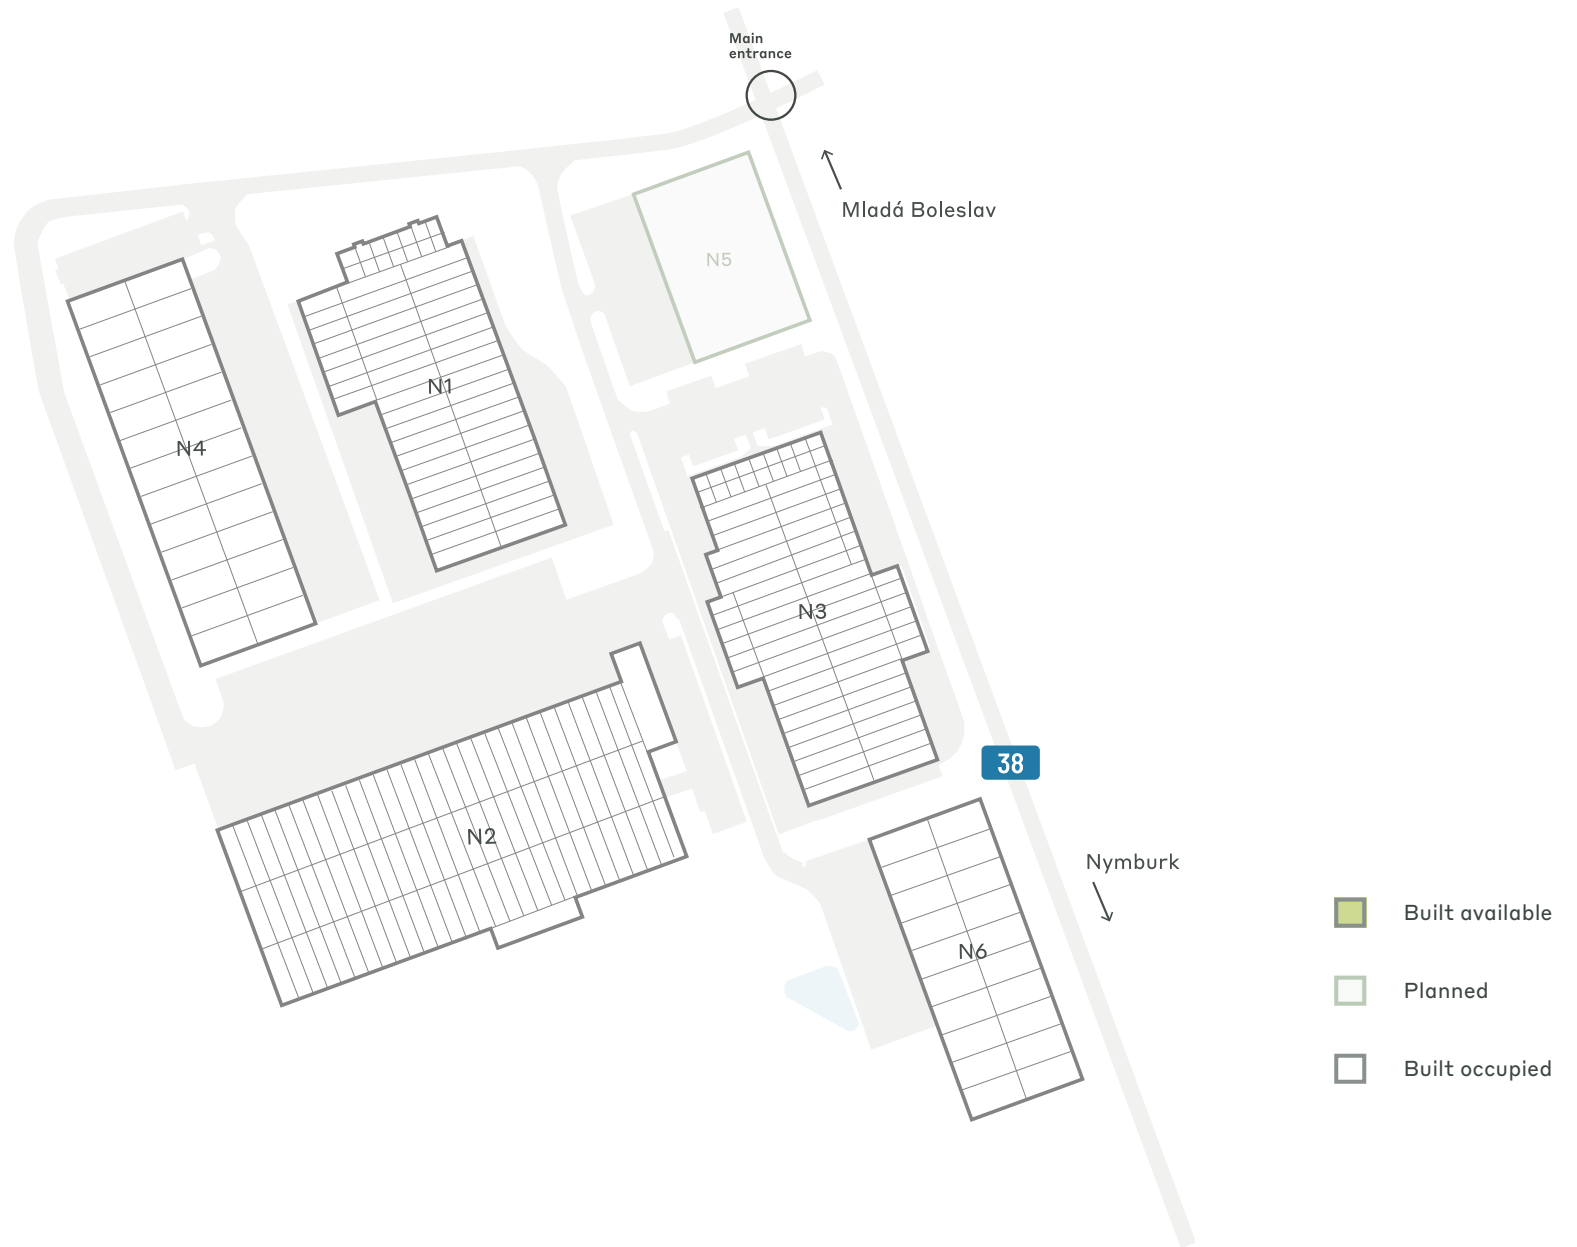 Main
entrance
Mladá Boleslav
N5
N1
N4
N3
38
N2
Nymburk
Built available
N6
Planned
Built occupied